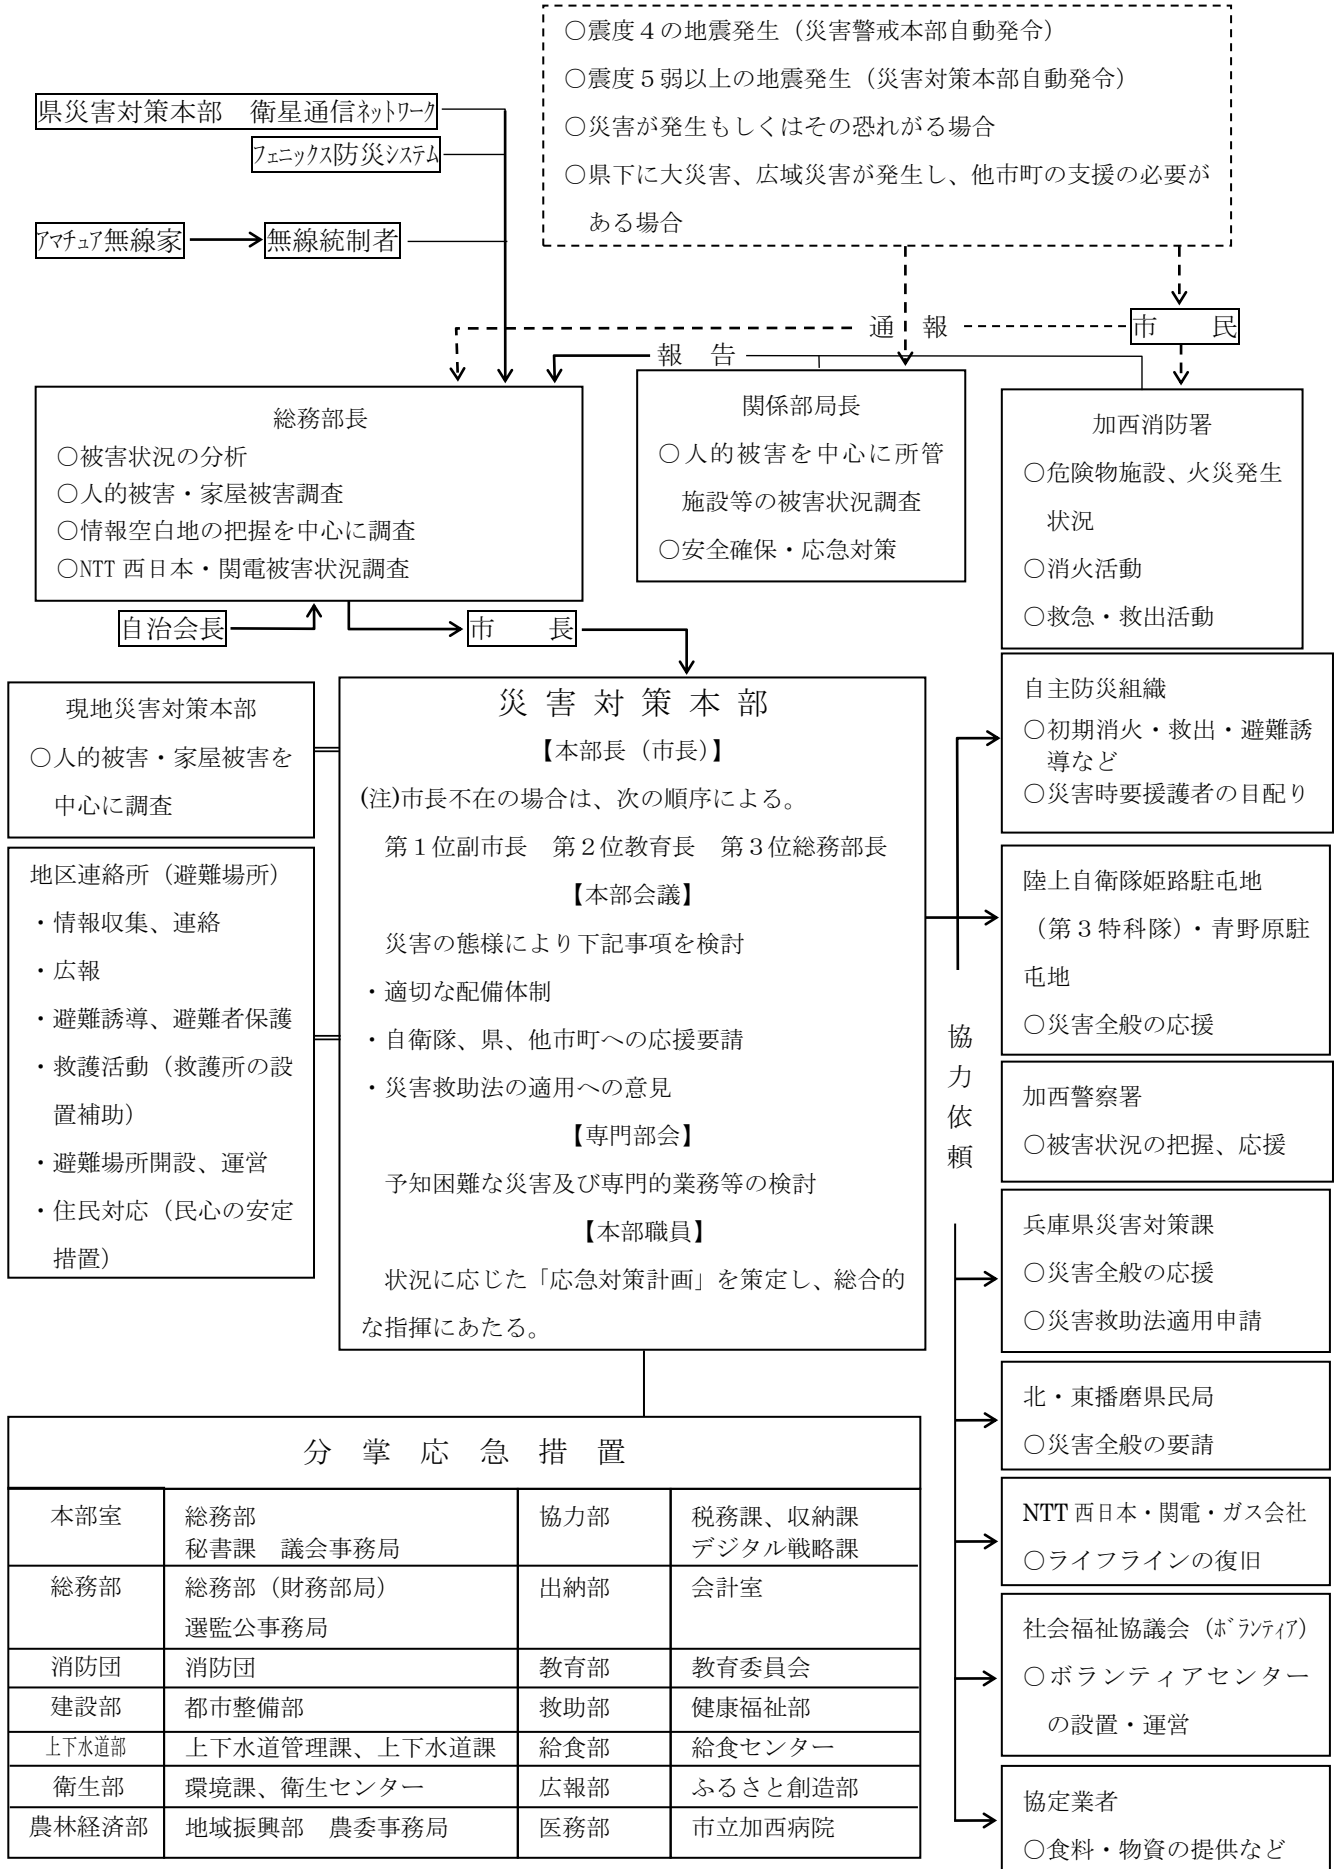 ○震度４の地震発生（災害警戒本部自動発令）
○震度５弱以上の地震発生（災害対策本部自動発令）
○災害が発生もしくはその恐れがる場合
○県下に大災害、広域災害が発生し、他市町の支援の必要が
ある場合
県災害対策本部　衛星通信ネットワーク
フェニックス防災システム
アマチュア無線家
無線統制者
通　報
市　　民
報　告
総務部長
○被害状況の分析
○人的被害・家屋被害調査
○情報空白地の把握を中心に調査
○NTT 西日本・関電被害状況調査
関係部局長
○人的被害を中心に所管
施設等の被害状況調査
○安全確保・応急対策
加西消防署
○危険物施設、火災発生
状況
○消火活動
○救急・救出活動
自治会長
市　　長
現地災害対策本部
○人的被害・家屋被害を
中心に調査
地区連絡所（避難場所）
・情報収集、連絡
・広報
・避難誘導、避難者保護
・救護活動（救護所の設
置補助）
・避難場所開設、運営
・住民対応（民心の安定
措置）
災 害 対 策 本 部
【本部長（市長）】
(注)市長不在の場合は、次の順序による。
第１位副市長　第２位教育長　第３位総務部長
【本部会議】
災害の態様により下記事項を検討
・適切な配備体制
・自衛隊、県、他市町への応援要請
・災害救助法の適用への意見
【専門部会】
予知困難な災害及び専門的業務等の検討
【本部職員】
状況に応じた「応急対策計画」を策定し、総合的
な指揮にあたる。
協力依頼
自主防災組織
○初期消火・救出・避難誘
導など
○災害時要援護者の目配り
陸上自衛隊姫路駐屯地
（第３特科隊）・青野原駐
屯地
○災害全般の応援
加西警察署
○被害状況の把握、応援
兵庫県災害対策課
○災害全般の応援
○災害救助法適用申請
北・東播磨県民局
○災害全般の要請
NTT 西日本・関電・ガス会社
○ライフラインの復旧
社会福祉協議会（ボランティア）
○ボランティアセンター
の設置・運営
協定業者
○食料・物資の提供など
分　掌　応　急　措　置
本部室　総務部　協力部　税務課、収納課
秘書課　議会事務局　デジタル戦略課
総務部　総務部（財務部局）　出納部　会計室
選監公事務局
消防団　消防団　教育部　教育委員会
建設部　都市整備部　救助部　健康福祉部
上下水道部　上下水道管理課、上下水道課　給食部　給食センター
衛生部　環境課、衛生センター　広報部　ふるさと創造部
農林経済部　地域振興部　農委事務局　医務部　市立加西病院